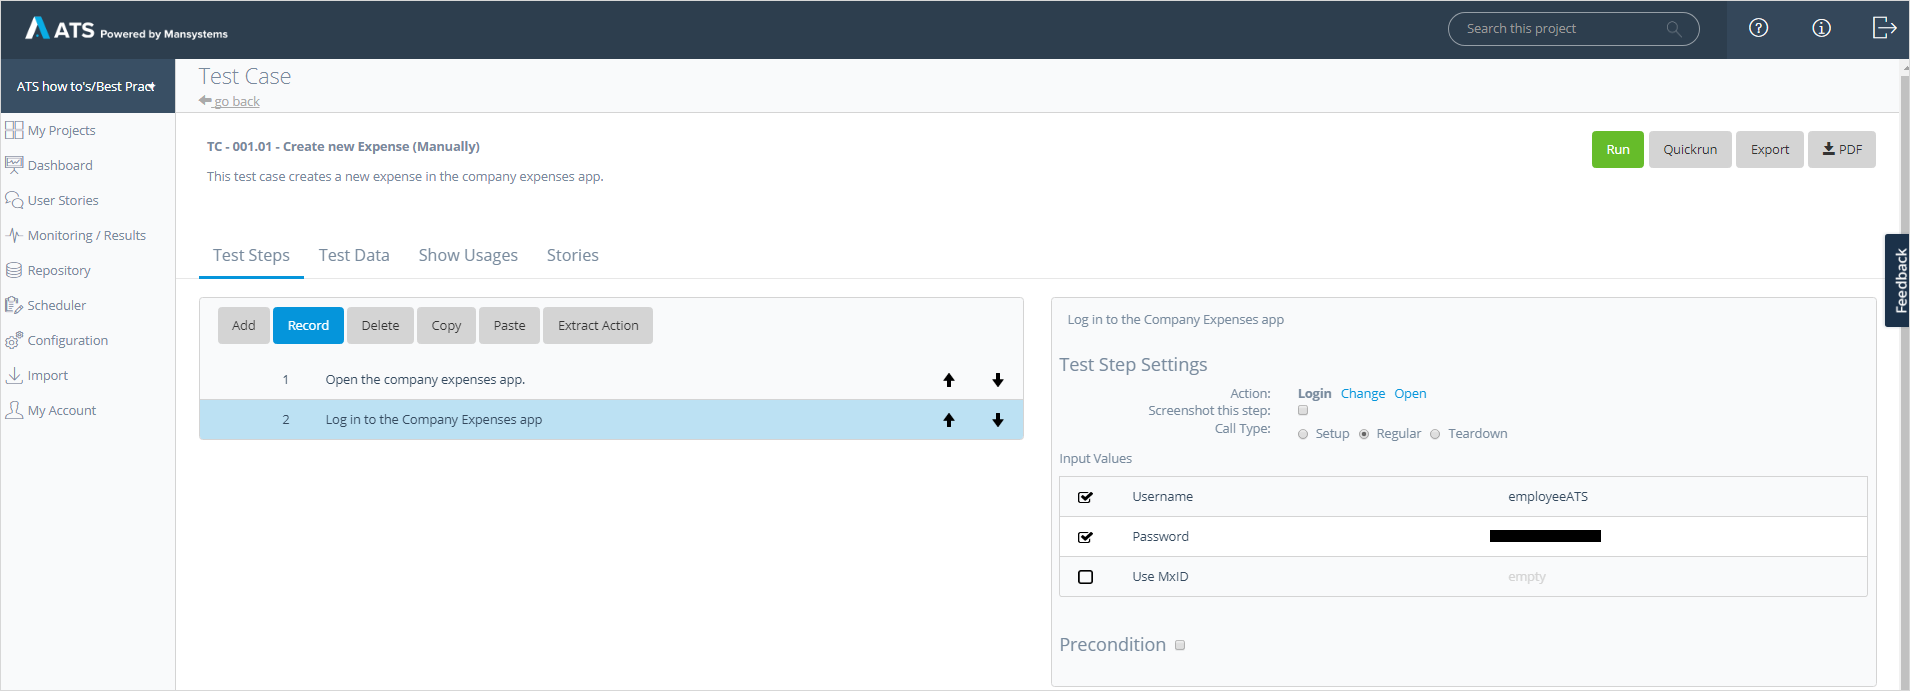 ATS Powered by Mansystems
Search this project
ATS how to's/Best Pract
Test Case
go back
My Projects
Dashboard
User Stories
Monitoring / Results
Repository
Scheduler
Configuration
Import
My Account
TC - 001.01 - Create new Expense (Manually)
This test case creates a new expense in the company expenses app.
Run Quickrun Export PDF
Test Steps Test Data Show Usages Stories
Add Record Delete Copy Paste Extract Action
1 Open the company expenses app.
2 Log in to the Company Expenses app
Log in to the Company Expenses app
Test Step Settings
Action: Login Change Open
Screenshot this step:
Call Type: Setup Regular Teardown
Input Values
Username employeeATS
Password
Use MxID empty
Precondition
Feedback